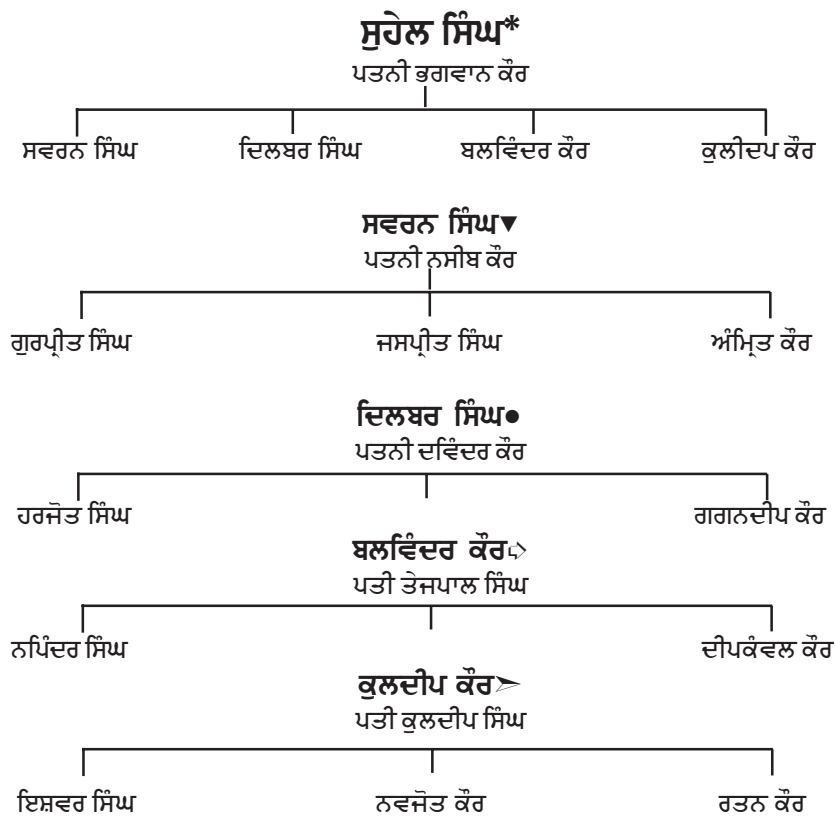 ਸੁਹੇਲ ਸਿੰਘ*
ਪਤਨੀ ਭਗਵਾਨ ਕੌਰ
ਸਵਰਨ ਸਿੰਘ ਦਿਲਬਰ ਸਿੰਘ ਬਲਵਿੰਦਰ ਕੌਰ ਕੁਲੀਦਪ ਕੌਰ
ਸਵਰਨ ਸਿੰਘ▼
ਪਤਨੀ ਨਸੀਬ ਕੌਰ
ਗੁਰਪ੍ਰੀਤ ਸਿੰਘ ਜਸਪ੍ਰੀਤ ਸਿੰਘ ਅੰਮ੍ਰਿਤ ਕੌਰ
ਦਿਲਬਰ ਸਿੰਘ●
ਪਤਨੀ ਦਵਿੰਦਰ ਕੌਰ
ਹਰਜੋਤ ਸਿੰਘ ਗਗਨਦੀਪ ਕੌਰ
ਬਲਵਿੰਦਰ ਕੌਰ➪
ਪਤੀ ਤੇਜਪਾਲ ਸਿੰਘ
ਨਪਿੰਦਰ ਸਿੰਘ ਦੀਪਕੰਵਲ ਕੌਰ
ਕੁਲਦੀਪ ਕੌਰ➣
ਪਤੀ ਕੁਲਦੀਪ ਸਿੰਘ
ਇਸ਼ਵਰ ਸਿੰਘ ਨਵਜੋਤ ਕੌਰ ਰਤਨ ਕੌਰ